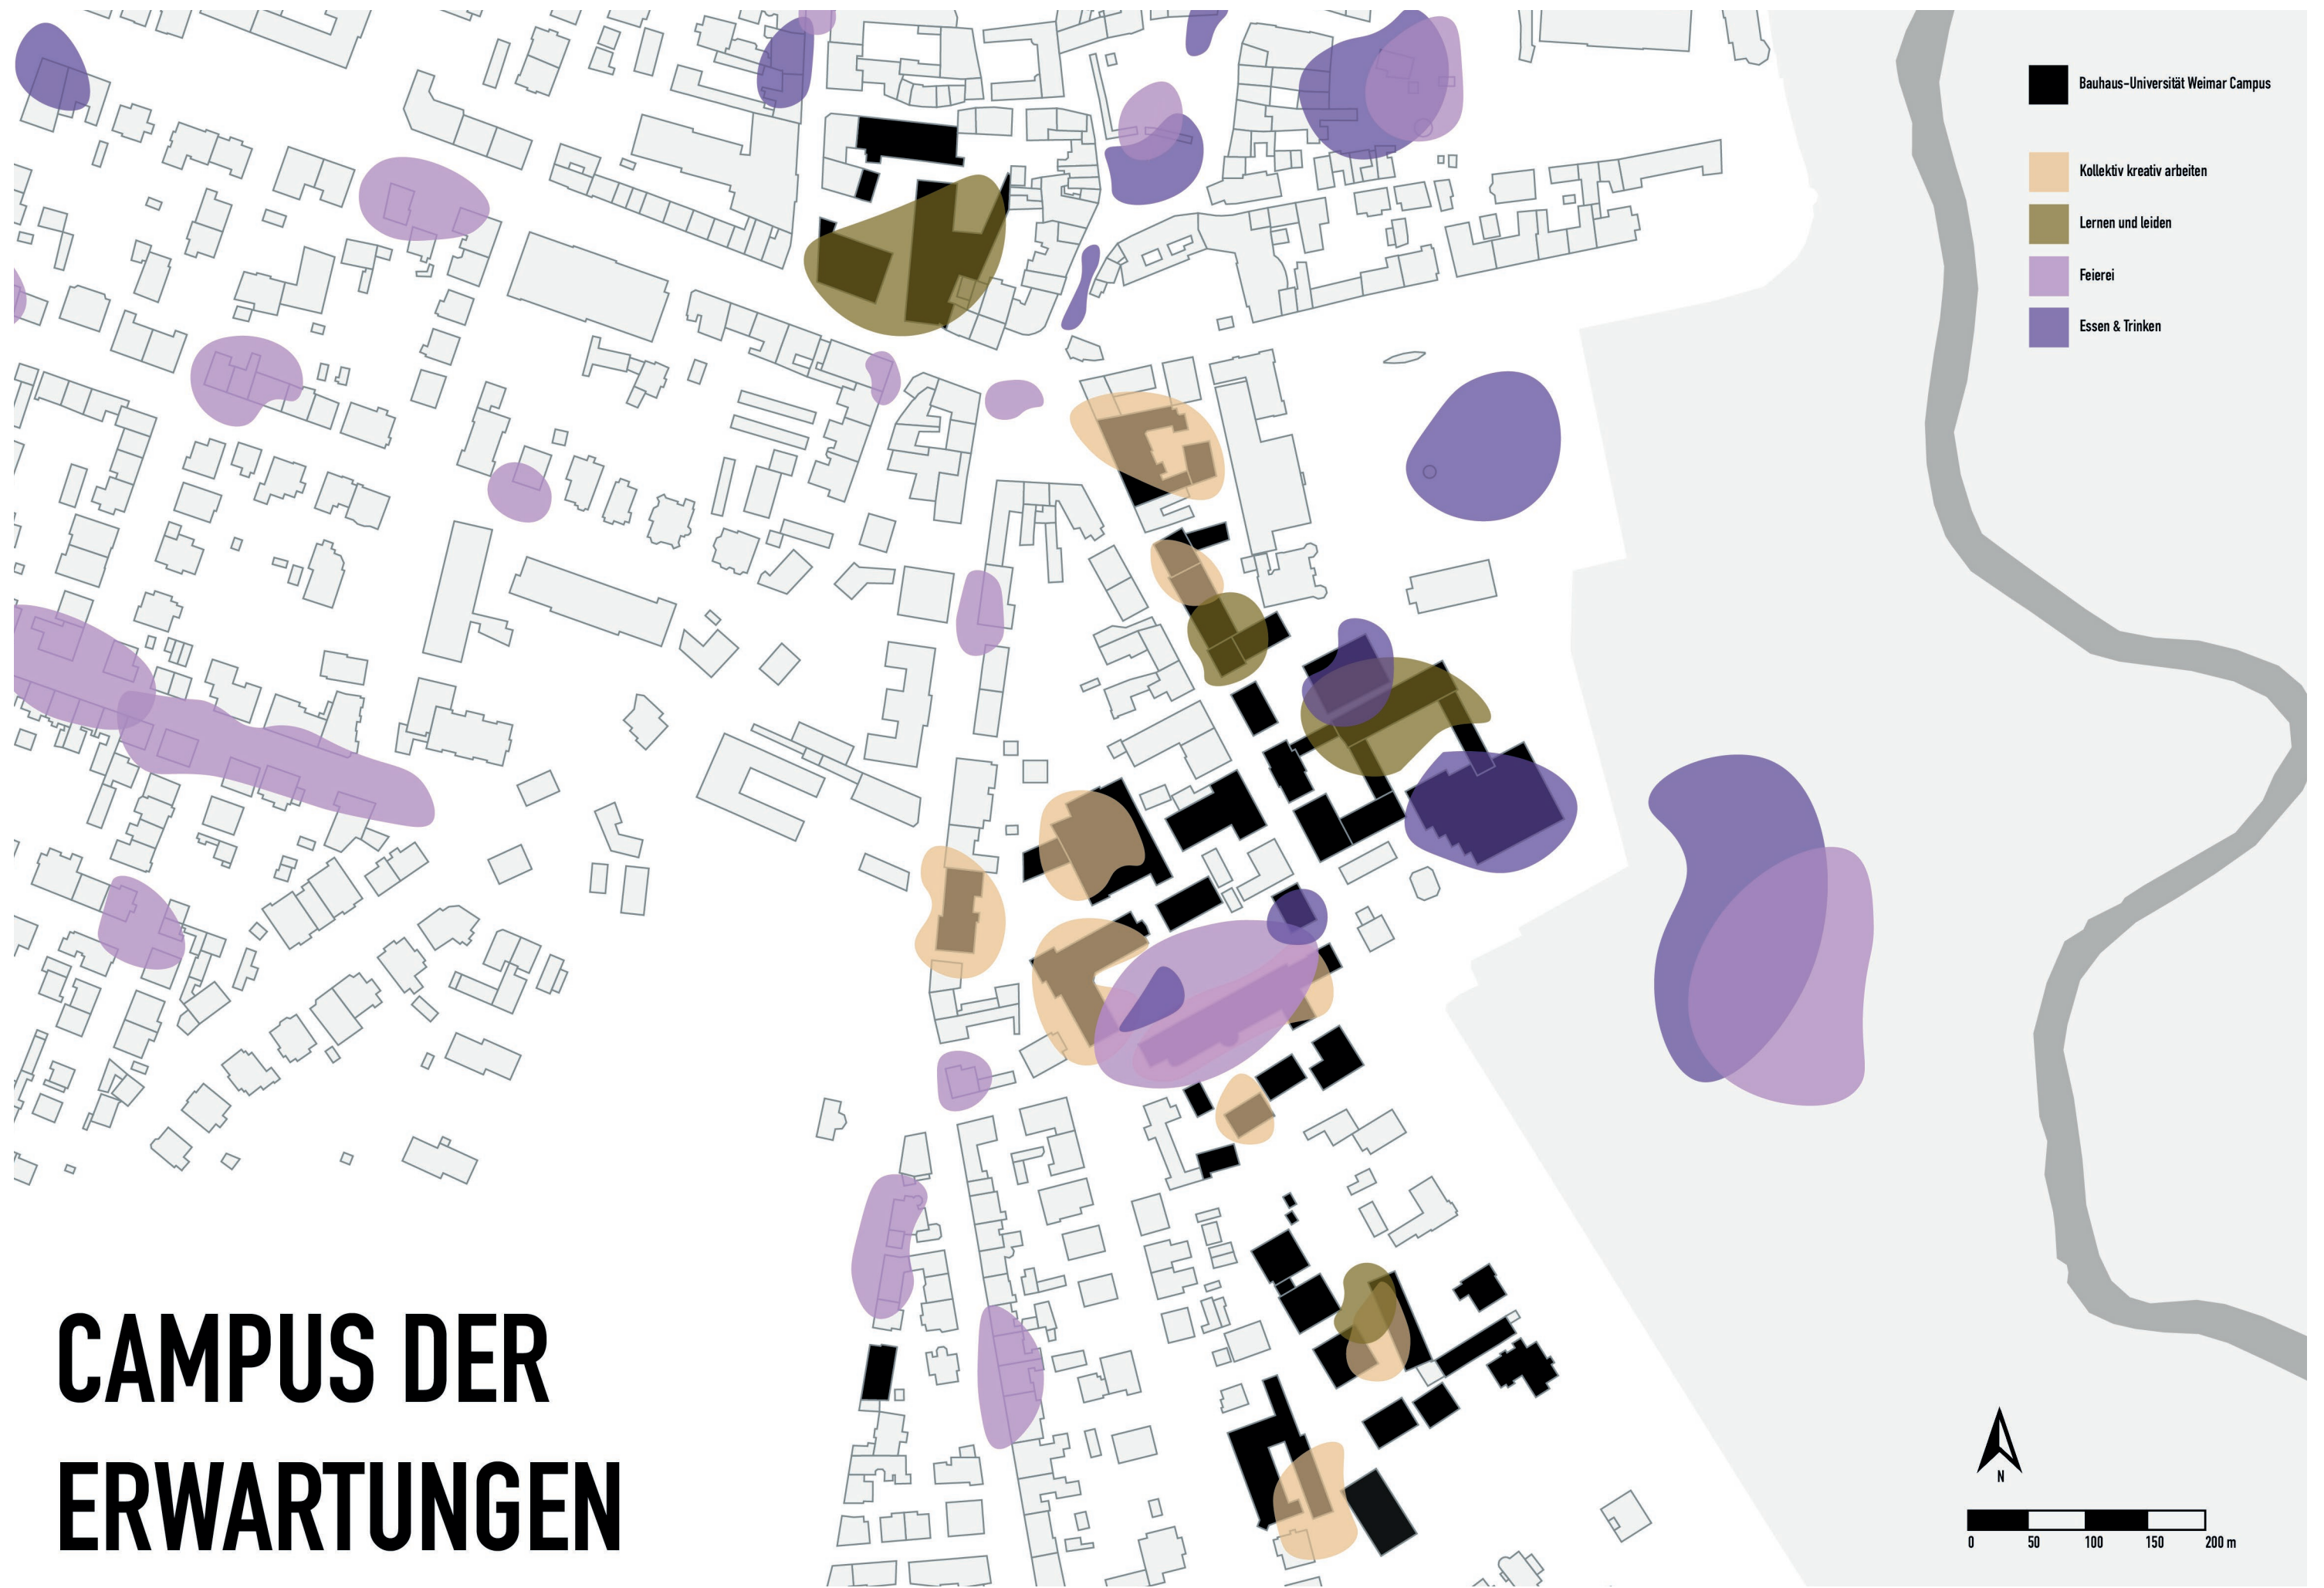 Bauhaus-Universität Weimar Campus
Kollektiv kreativ arbeiten
Lernen und leiden
Feierei
Essen & Trinken
CAMPUS DER
ERWARTUNGEN
N
0 50 100 150 200 m